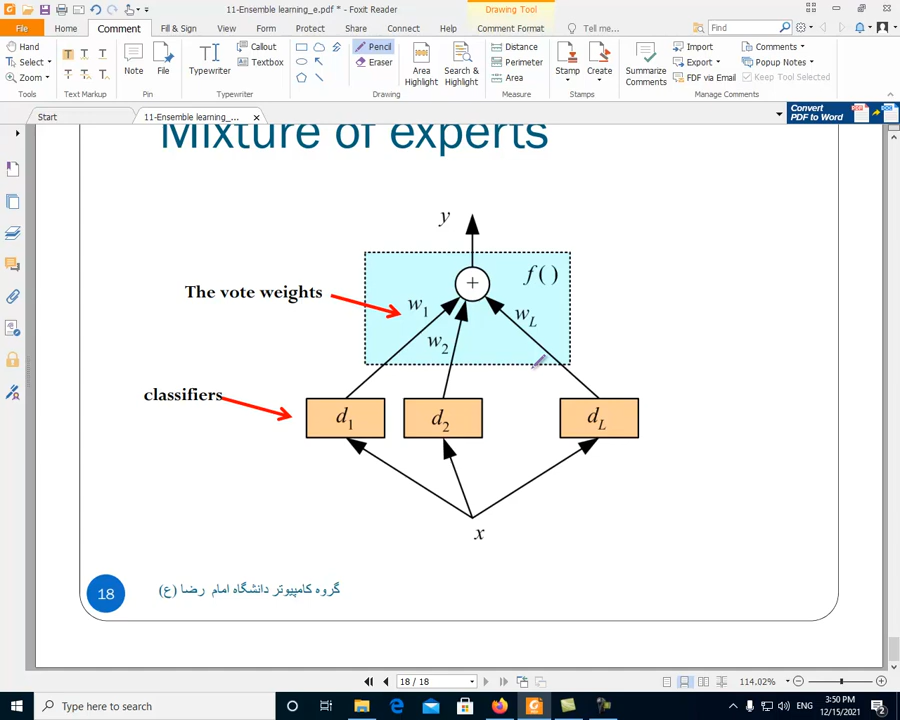 11-Ensemble learning_e.pdf * - Foxit Reader
Drawing Tool
File Home Comment Fill & Sign View Form Protect Share Connect Help Comment Format Tell me... Find
Hand
Select
Zoom
Tools
T T T
T T T
Text Markup
Note
File
Pin
Typewriter
Callout
Textbox
Typewriter
Pencil
Eraser
Area Highlight
Search & Highlight
Drawing
Distance
Perimeter
Area
Measure
Stamp
Create
Stamps
Summarize Comments
Import
Export
FDF via Email
Comments
Popup Notes
Keep Tool Selected
Manage Comments
Start
11-Ensemble learning_...
Convert
PDF to Word
Mixture of experts
y
f ( )
+
The vote weights
w1
w2
wL
classifiers
d1
d2
dL
x
18
گروه کامپیوتر دانشگاه امام رضا (ع)
18 / 18
114.02%
Type here to search
ENG
3:50 PM
12/15/2021
2